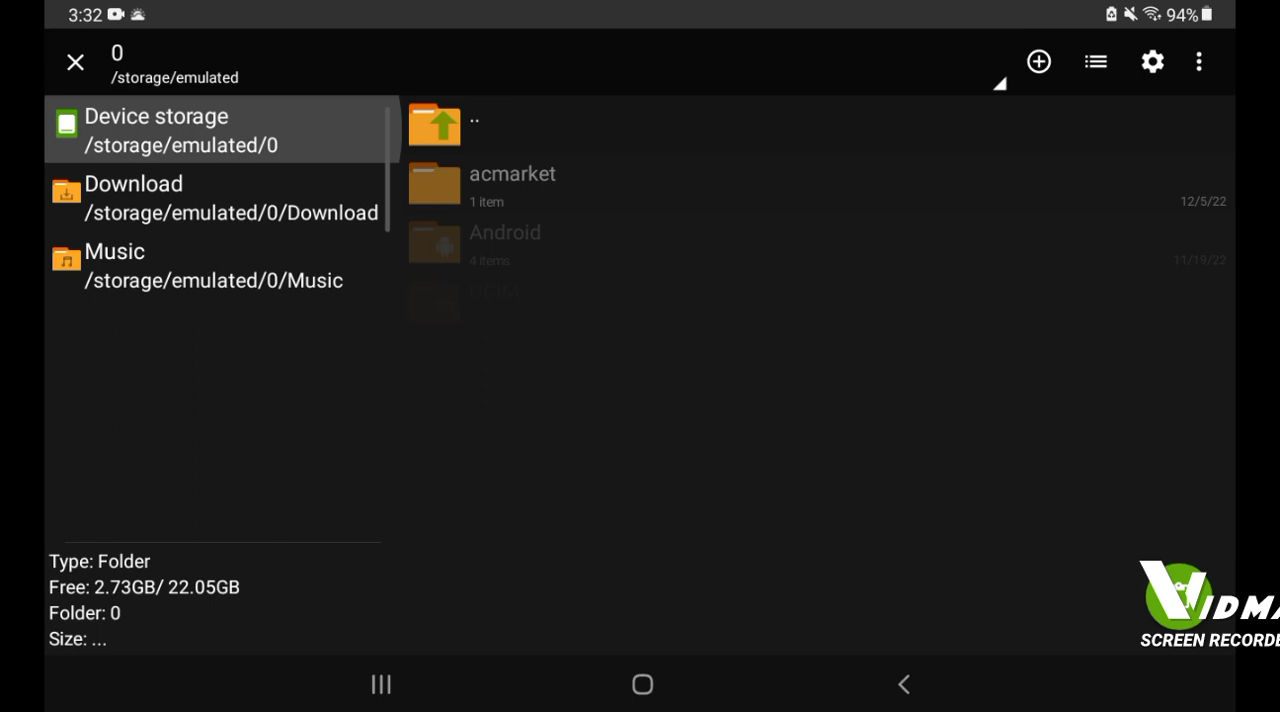 3:32
94%
0
/storage/emulated
Device storage
/storage/emulated/0
Download
/storage/emulated/0/Download
Music
/storage/emulated/0/Music
..
acmarket
1 item
12/5/22
Android
4 items
11/19/22
Type: Folder
Free: 2.73GB/ 22.05GB
Folder: 0
Size: ...
VIDMA
SCREEN RECORDE